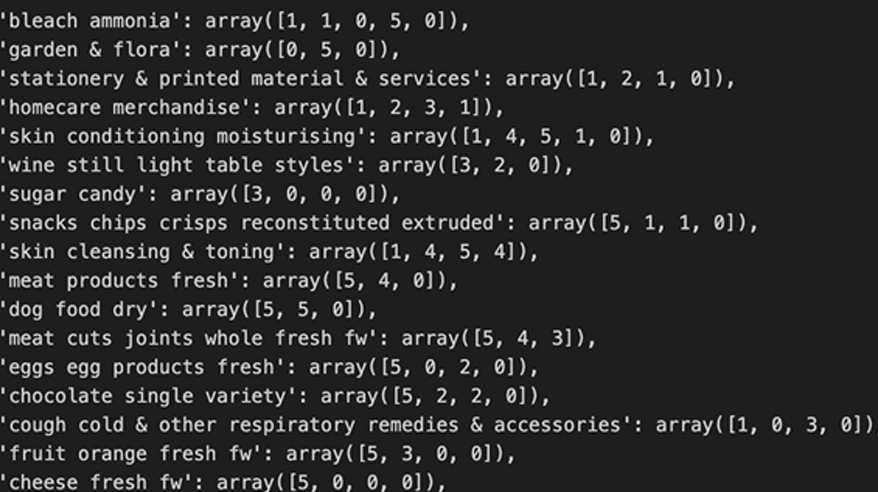 'bleach ammonia': array([1, 1, 0, 5, 0]),
'garden & flora': array([0, 5, 0]),
'stationery & printed material & services': array([1, 2, 1, 0]),
'homecare merchandise': array([1, 2, 3, 1]),
'skin conditioning moisturising': array([1, 4, 5, 1, 0]),
'wine still light table styles': array([3, 2, 0]),
'sugar candy': array([3, 0, 0, 0]),
'snacks chips crisps reconstituted extruded': array([5, 1, 1, 0]),
'skin cleansing & toning': array([1, 4, 5, 4]),
'meat products fresh': array([5, 4, 0]),
'dog food dry': array([5, 5, 0]),
'meat cuts joints whole fresh fw': array([5, 4, 3]),
'eggs egg products fresh': array([5, 0, 2, 0]),
'chocolate single variety': array([5, 2, 2, 0]),
'cough cold & other respiratory remedies & accessories': array([1, 0, 3, 0])
'fruit orange fresh fw': array([5, 3, 0, 0]),
'cheese fresh fw': array([5, 0, 0, 0]),